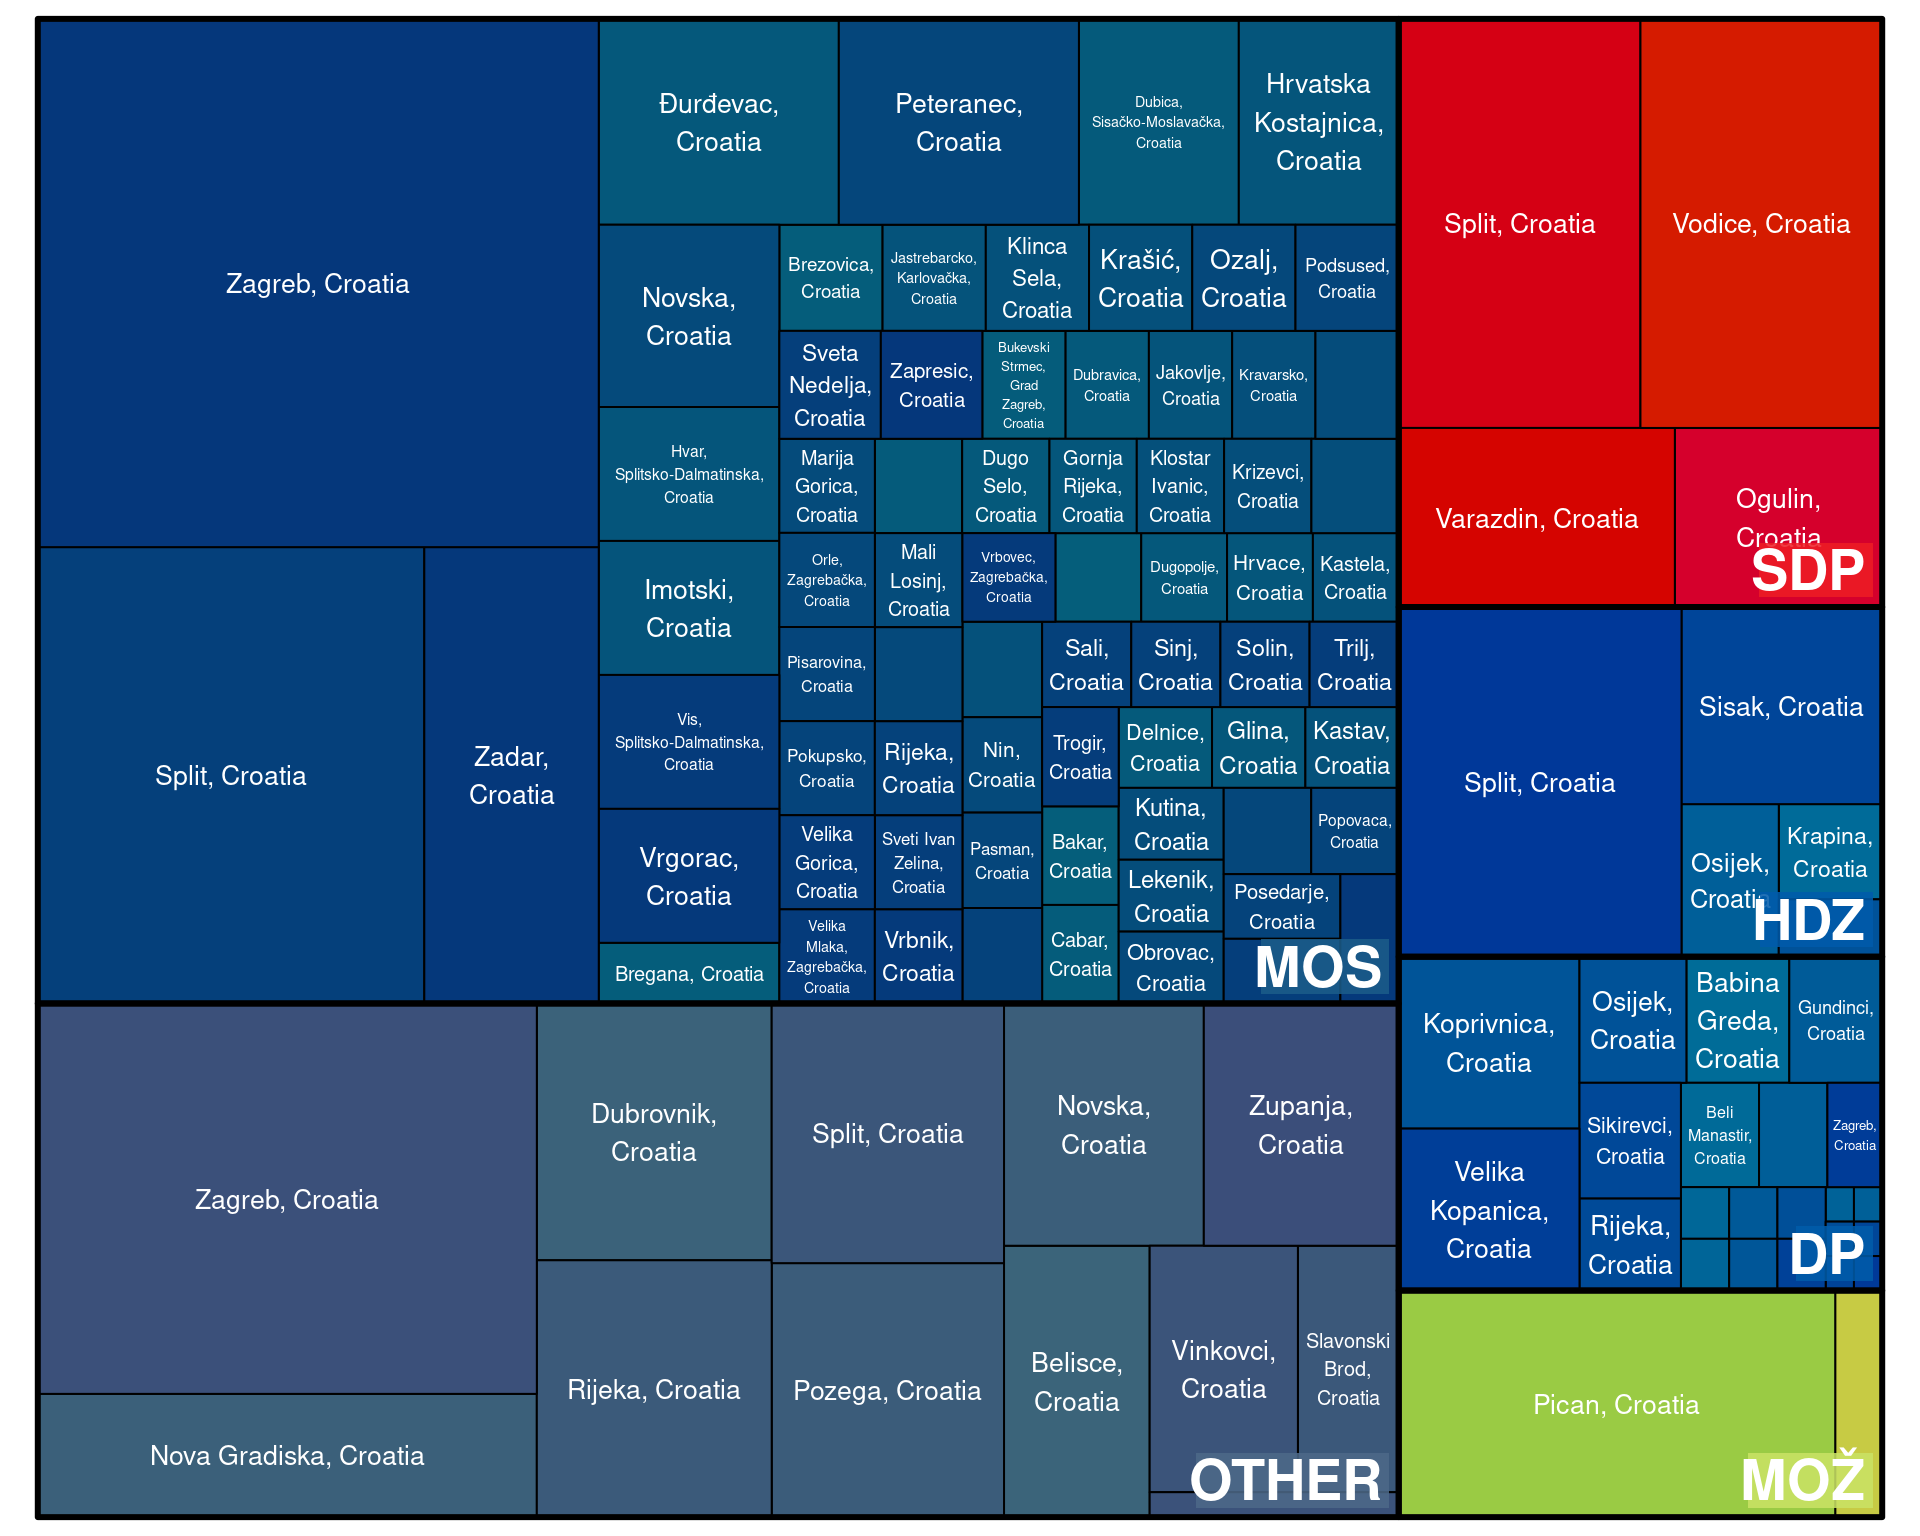 Zagreb, Croatia
Split, Croatia
Zadar,
Croatia
Đurđevac,
Croatia
Peteranec,
Croatia
Dubica,
Sisačko-Moslavačka,
Croatia
Hrvatska
Kostajnica,
Croatia
Novska,
Croatia
Hvar,
Splitsko-Dalmatinska,
Croatia
Imotski,
Croatia
Vis,
Splitsko-Dalmatinska,
Croatia
Vrgorac,
Croatia
Bregana, Croatia
Brezovica,
Croatia
Jastrebarcko,
Karlovačka,
Croatia
Klinca
Sela,
Croatia
Krašić,
Croatia
Ozalj,
Croatia
Podsused,
Croatia
Sveta
Nedelja,
Croatia
Zapresic,
Croatia
Bukevski
Strmec,
Grad
Zagreb,
Croatia
Dubravica,
Croatia
Jakovlje,
Croatia
Kravarsko,
Croatia
Marija
Gorica,
Croatia
Dugo
Selo,
Croatia
Gornja
Rijeka,
Croatia
Klostar
Ivanic,
Croatia
Krizevci,
Croatia
Orle,
Zagrebačka,
Croatia
Mali
Losinj,
Croatia
Vrbovec,
Zagrebačka,
Croatia
Dugopolje,
Croatia
Hrvace,
Croatia
Kastela,
Croatia
Pisarovina,
Croatia
Sali,
Croatia
Sinj,
Croatia
Solin,
Croatia
Trilj,
Croatia
Pokupsko,
Croatia
Rijeka,
Croatia
Nin,
Croatia
Trogir,
Croatia
Delnice,
Croatia
Glina,
Croatia
Kastav,
Croatia
Velika
Gorica,
Croatia
Sveti Ivan
Zelina,
Croatia
Pasman,
Croatia
Bakar,
Croatia
Kutina,
Croatia
Popovaca,
Croatia
Lekenik,
Croatia
Posedarje,
Croatia
Velika
Mlaka,
Zagrebačka,
Croatia
Vrbnik,
Croatia
Cabar,
Croatia
Obrovac,
Croatia
MOS
Zagreb, Croatia
Nova Gradiska, Croatia
Dubrovnik,
Croatia
Rijeka, Croatia
Split, Croatia
Pozega, Croatia
Novska,
Croatia
Zupanja,
Croatia
Belisce,
Croatia
Vinkovci,
Croatia
Slavonski
Brod,
Croatia
OTHER
Split, Croatia
Vodice, Croatia
Varazdin, Croatia
Ogulin,
Croatia
SDP
Split, Croatia
Sisak, Croatia
Osijek,
Croatia
Krapina,
Croatia
HDZ
Koprivnica,
Croatia
Velika
Kopanica,
Croatia
Osijek,
Croatia
Babina
Greda,
Croatia
Gundinci,
Croatia
Sikirevci,
Croatia
Beli
Manastir,
Croatia
Zagreb,
Croatia
Rijeka,
Croatia
DP
Pican, Croatia
MOŽ